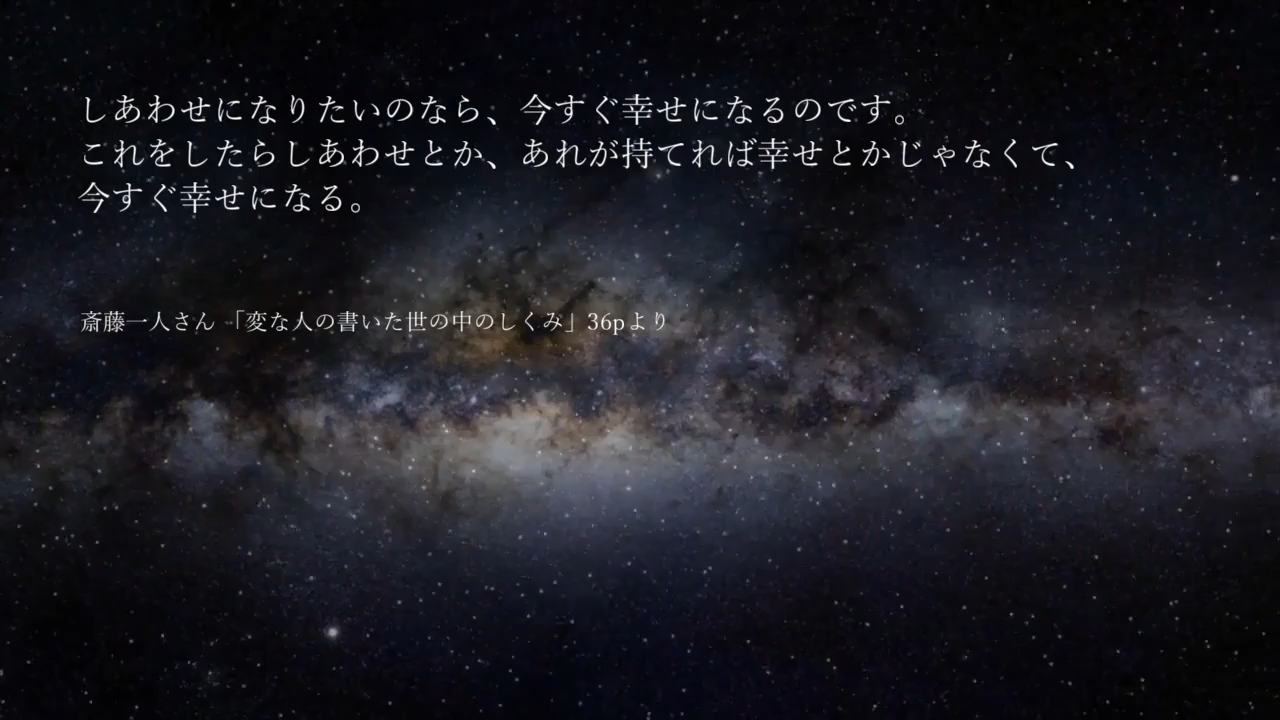 しあわせになりたいのなら、今すぐ幸せになるのです。
これをしたらしあわせとか、あれが持てれば幸せとかじゃなくて、
今すぐ幸せになる。
斎藤一人さん 「変な人の書いた世の中のしくみ」36pより